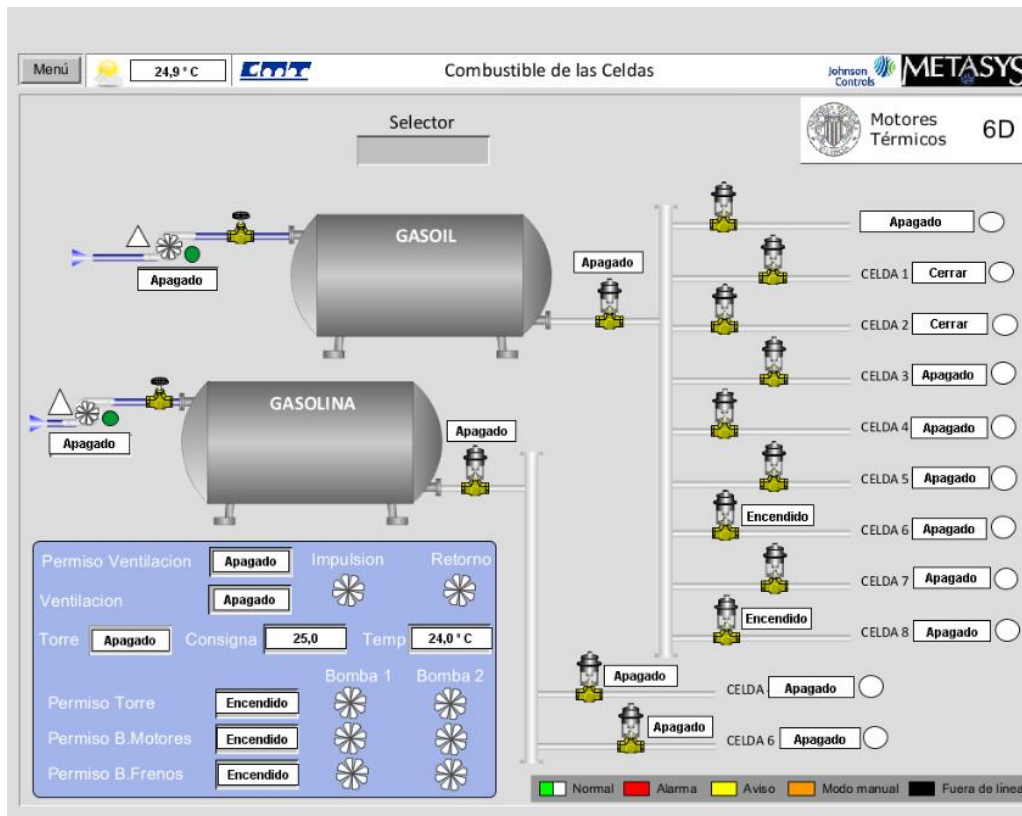 Menú
24,9 ° C
CMT
Combustible de las Celdas
Johnson Controls
METASYS
Selector
Motores Térmicos
6D
GASOIL
Apagado
Apagado
Apagado
CELDA 1 Cerrar
CELDA 2 Cerrar
CELDA 3 Apagado
CELDA 4 Apagado
CELDA 5 Apagado
Encendido
CELDA 6 Apagado
CELDA 7 Apagado
Encendido
CELDA 8 Apagado
GASOLINA
Apagado
Apagado
Permiso Ventilacion Apagado Impulsion Retorno
Ventilacion Apagado
Torre Apagado Consigna 25,0 Temp 24,0 ° C
Bomba 1 Bomba 2
Permiso Torre Encendido
Permiso B.Motores Encendido
Permiso B.Frenos Encendido
Apagado
CELDA Apagado
Apagado
CELDA 6 Apagado
Normal Alarma Aviso Modo manual Fuera de línea